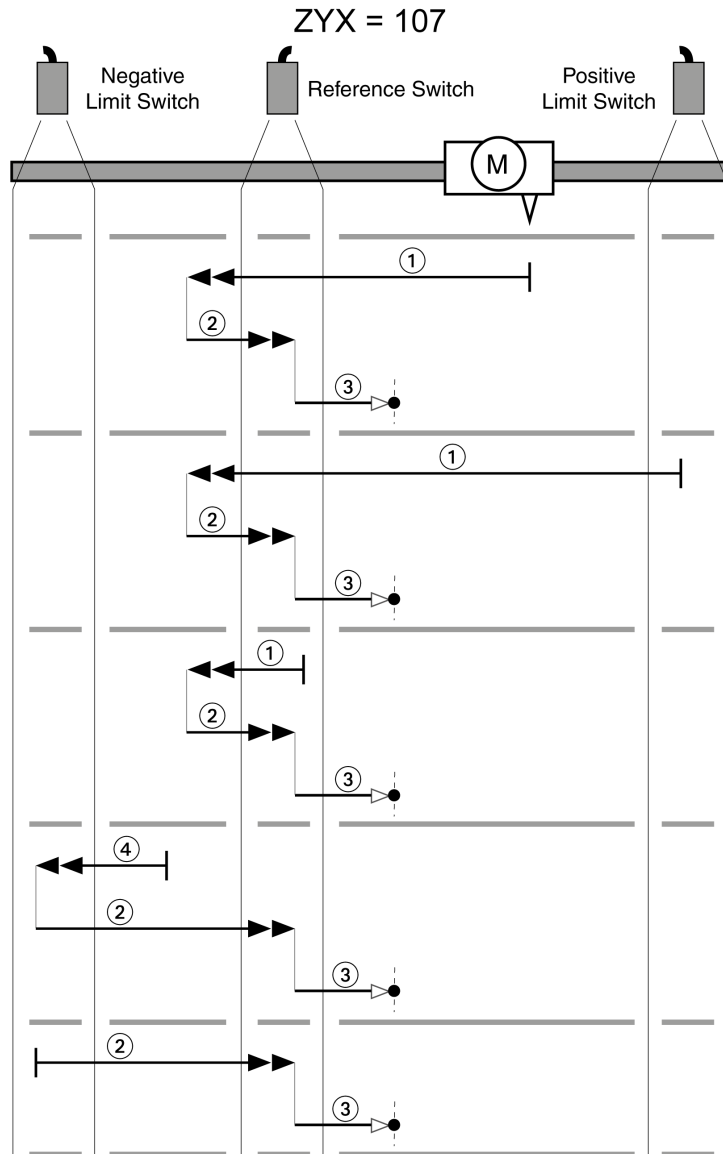 ZYX = 107
Negative
Limit Switch
Reference Switch
Positive
Limit Switch
M
1
2
3
1
2
3
1
2
3
4
2
3
2
3